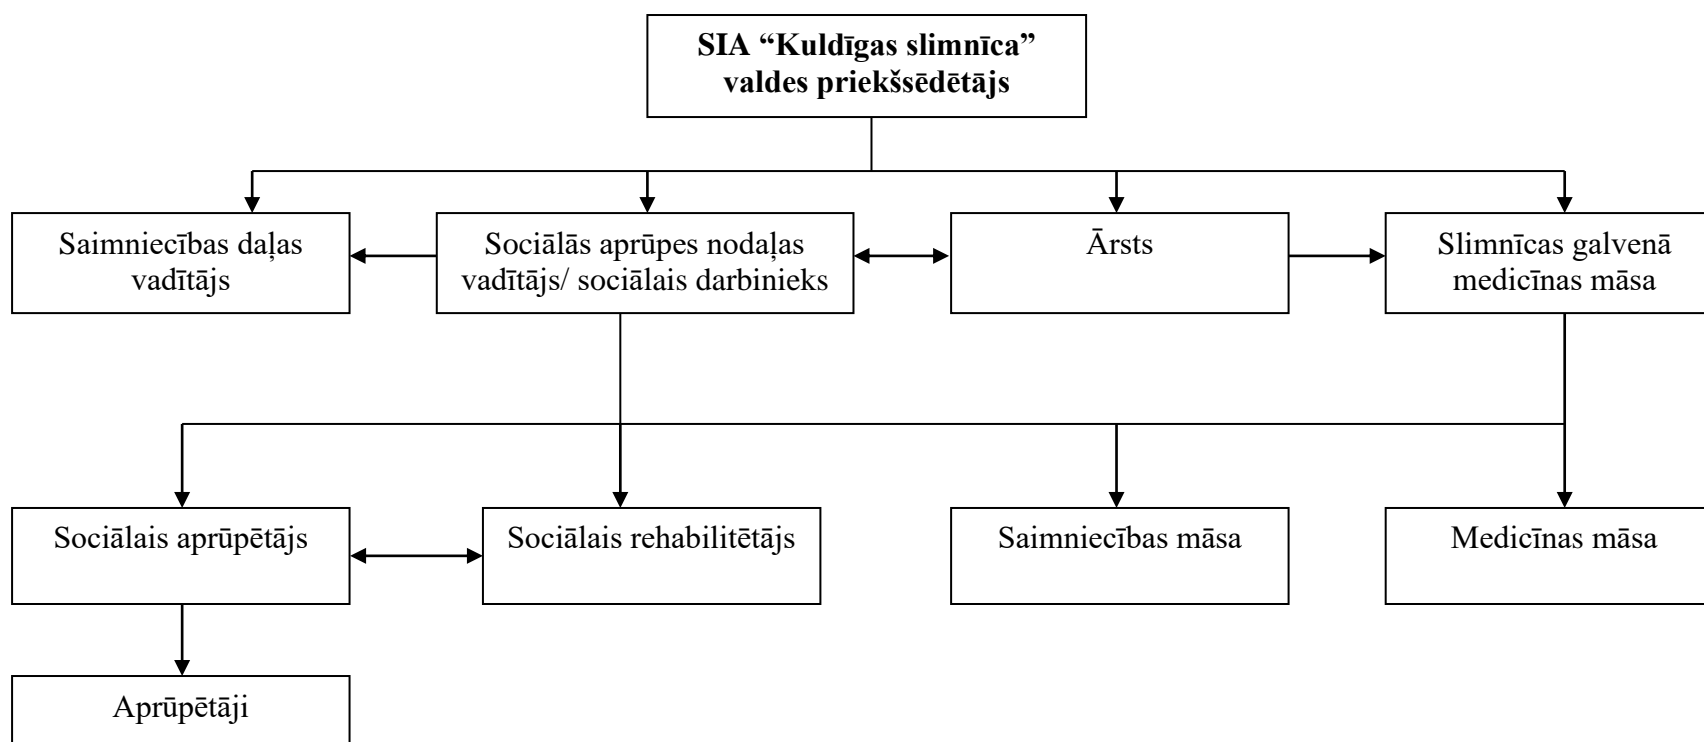 SIA “Kuldīgas slimnīca”
valdes priekšsēdētājs
Saimniecības daļas
vadītājs
Sociālās aprūpes nodaļas
vadītājs/ sociālais darbinieks
Ārsts
Slimnīcas galvenā
medicīnas māsa
Sociālais aprūpētājs
Sociālais rehabilitētājs
Saimniecības māsa
Medicīnas māsa
Aprūpētāji